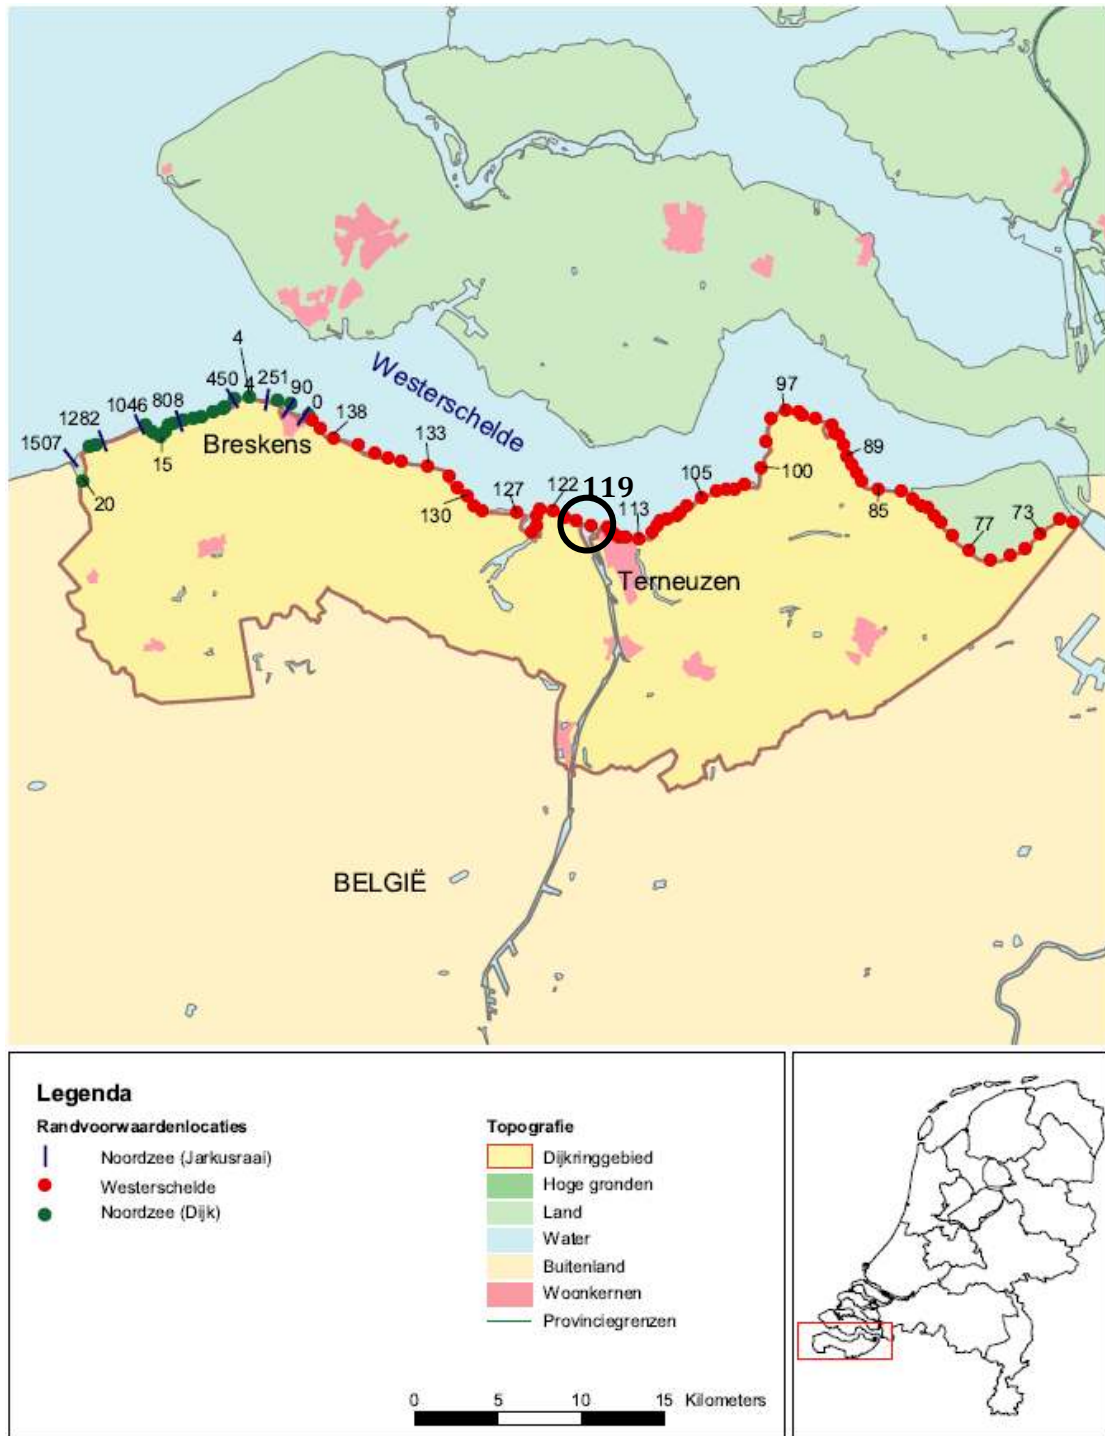 4
450
4
251
90
0
808
1046
1282
1507
15
20
Breskens
Westerschelde
138
133
130
127
122
119
113
105
100
97
89
85
77
73
Terneuzen
BELGIË
Legenda
Randvoorwaardenlocaties
Noordzee (Jarkusraai)
Westerschelde
Noordzee (Dijk)
Topografie
Dijkringgebied
Hoge gronden
Land
Water
Buitenland
Woonkernen
Provinciegrenzen
0 5 10 15 Kilometers